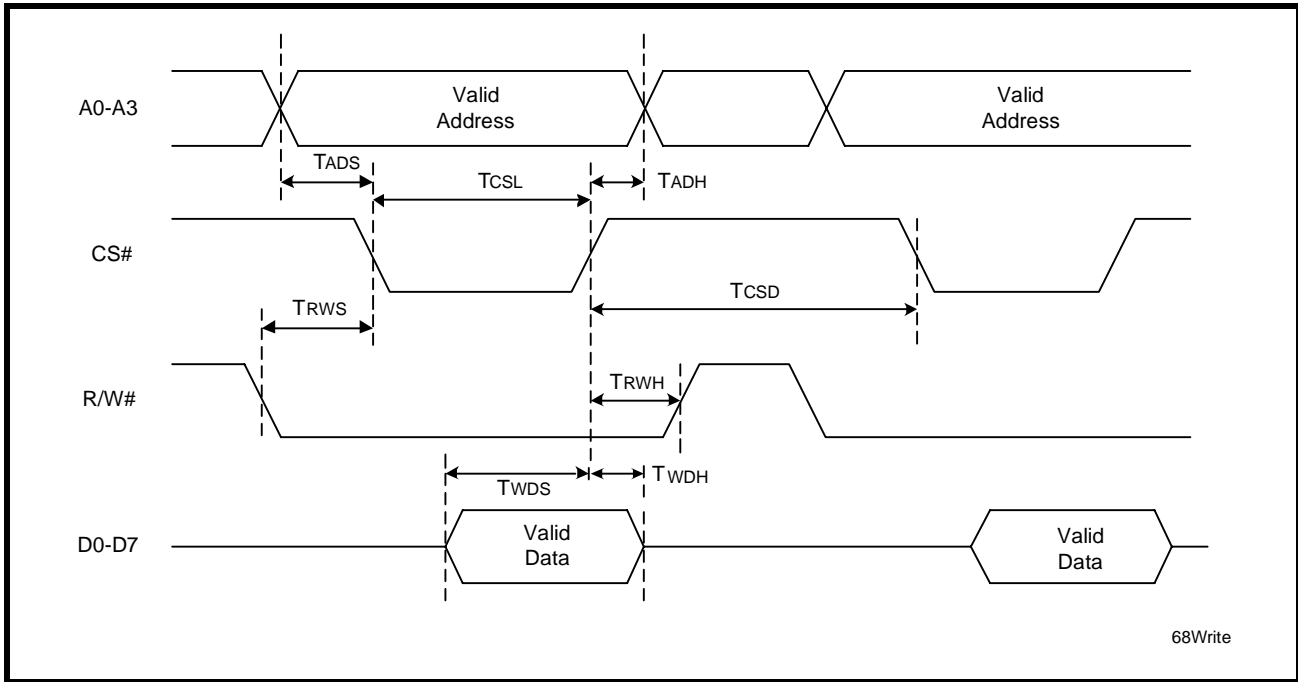 A0-A3
Valid
Address
Valid
Address
TADS
TCSL
TADH
CS#
TCSD
TRWS
R/W#
TRWH
TWDS
TWDH
D0-D7
Valid
Data
Valid
Data
68Write